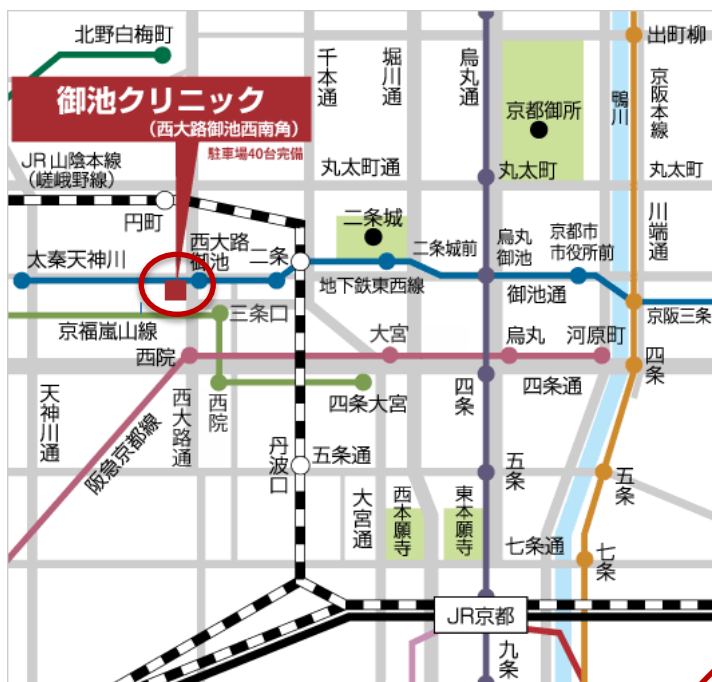 北野白梅町
千本通
堀川通
烏丸通
出町柳
京阪本線
鴨川
京都御所
御池クリニック
(西大路御池西南角)
駐車場40台完備
JR山陰本線
(嵯峨野線)
丸太町通
丸太町
丸太町
円町
川端通
二条城
太秦天神川
西大路
御池
二条
二条城前
烏丸
御池
京都市
市役所前
地下鉄東西線
御池通
京福嵐山線
三条口
京阪三条
西院
大宮
烏丸
河原町
四条
天神川通
西大路通
西院
四条大宮
四条
四条通
阪急京都線
丹波口
五条通
五条
五条
大宮通
西本願寺
東本願寺
七条通
七条
JR京都
九条